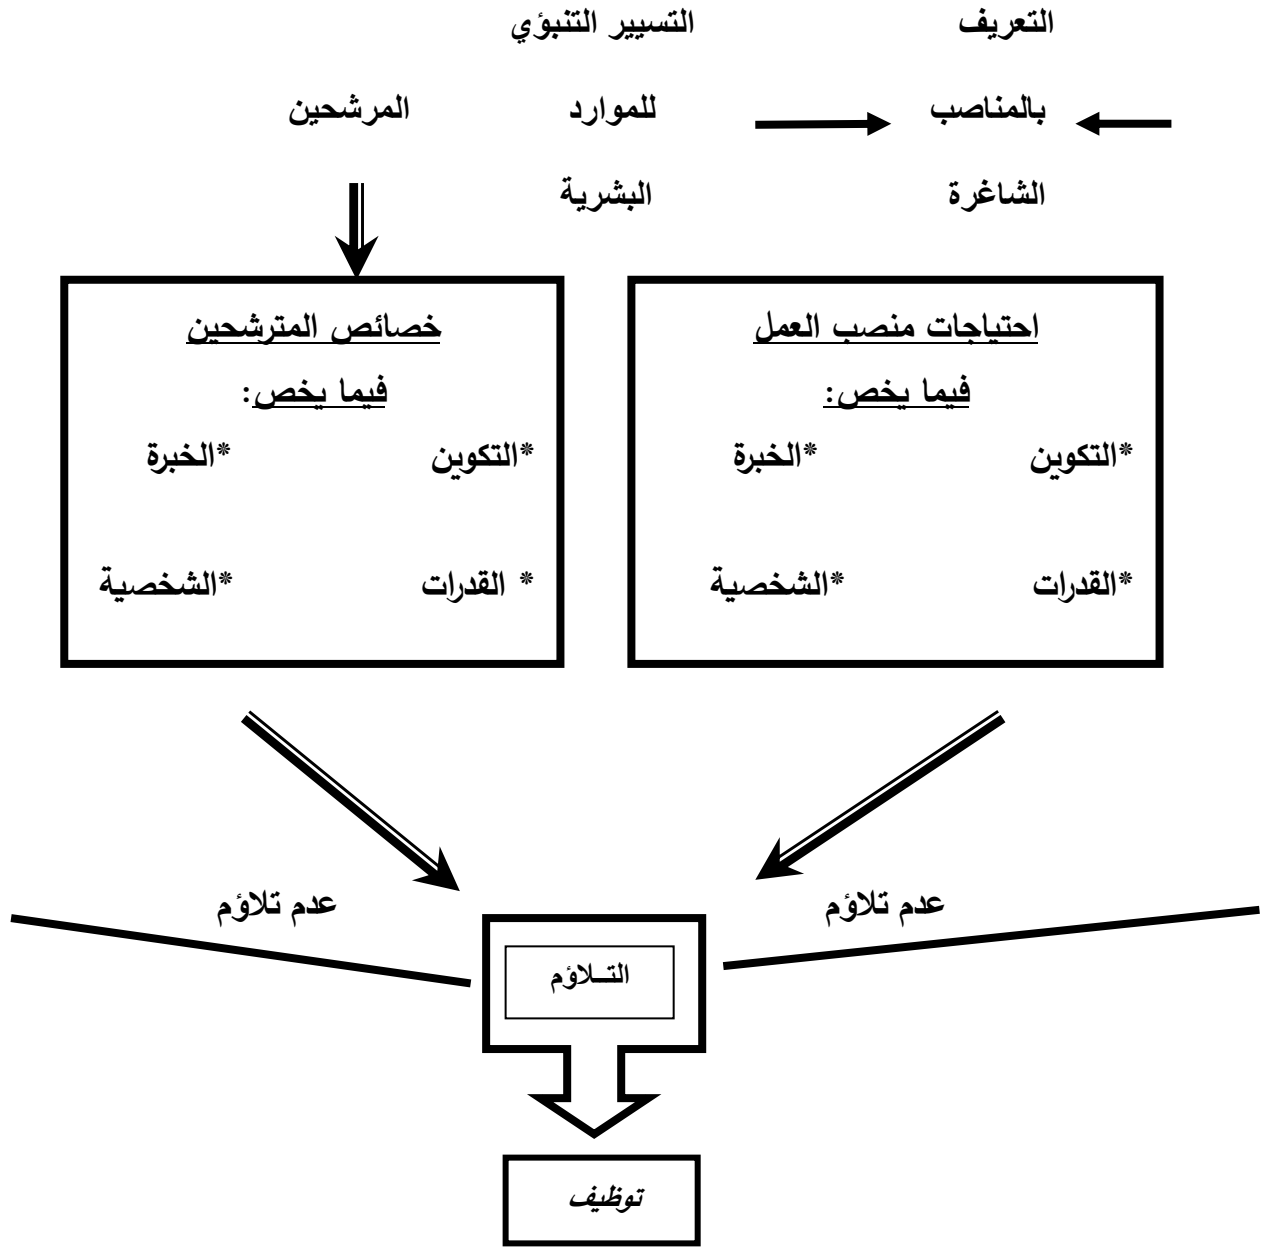 التعريف
بالمناصب
الشاغرة
التسيير التنبؤي
للموارد
البشرية
المرشحين
احتياجات منصب العمل
فيما يخص:
*التكوين *الخبرة
*القدرات *الشخصية
خصائص المترشحين
فيما يخص:
*التكوين *الخبرة
* القدرات *الشخصية
عدم تلاؤم
عدم تلاؤم
التــلاؤم
توظيف